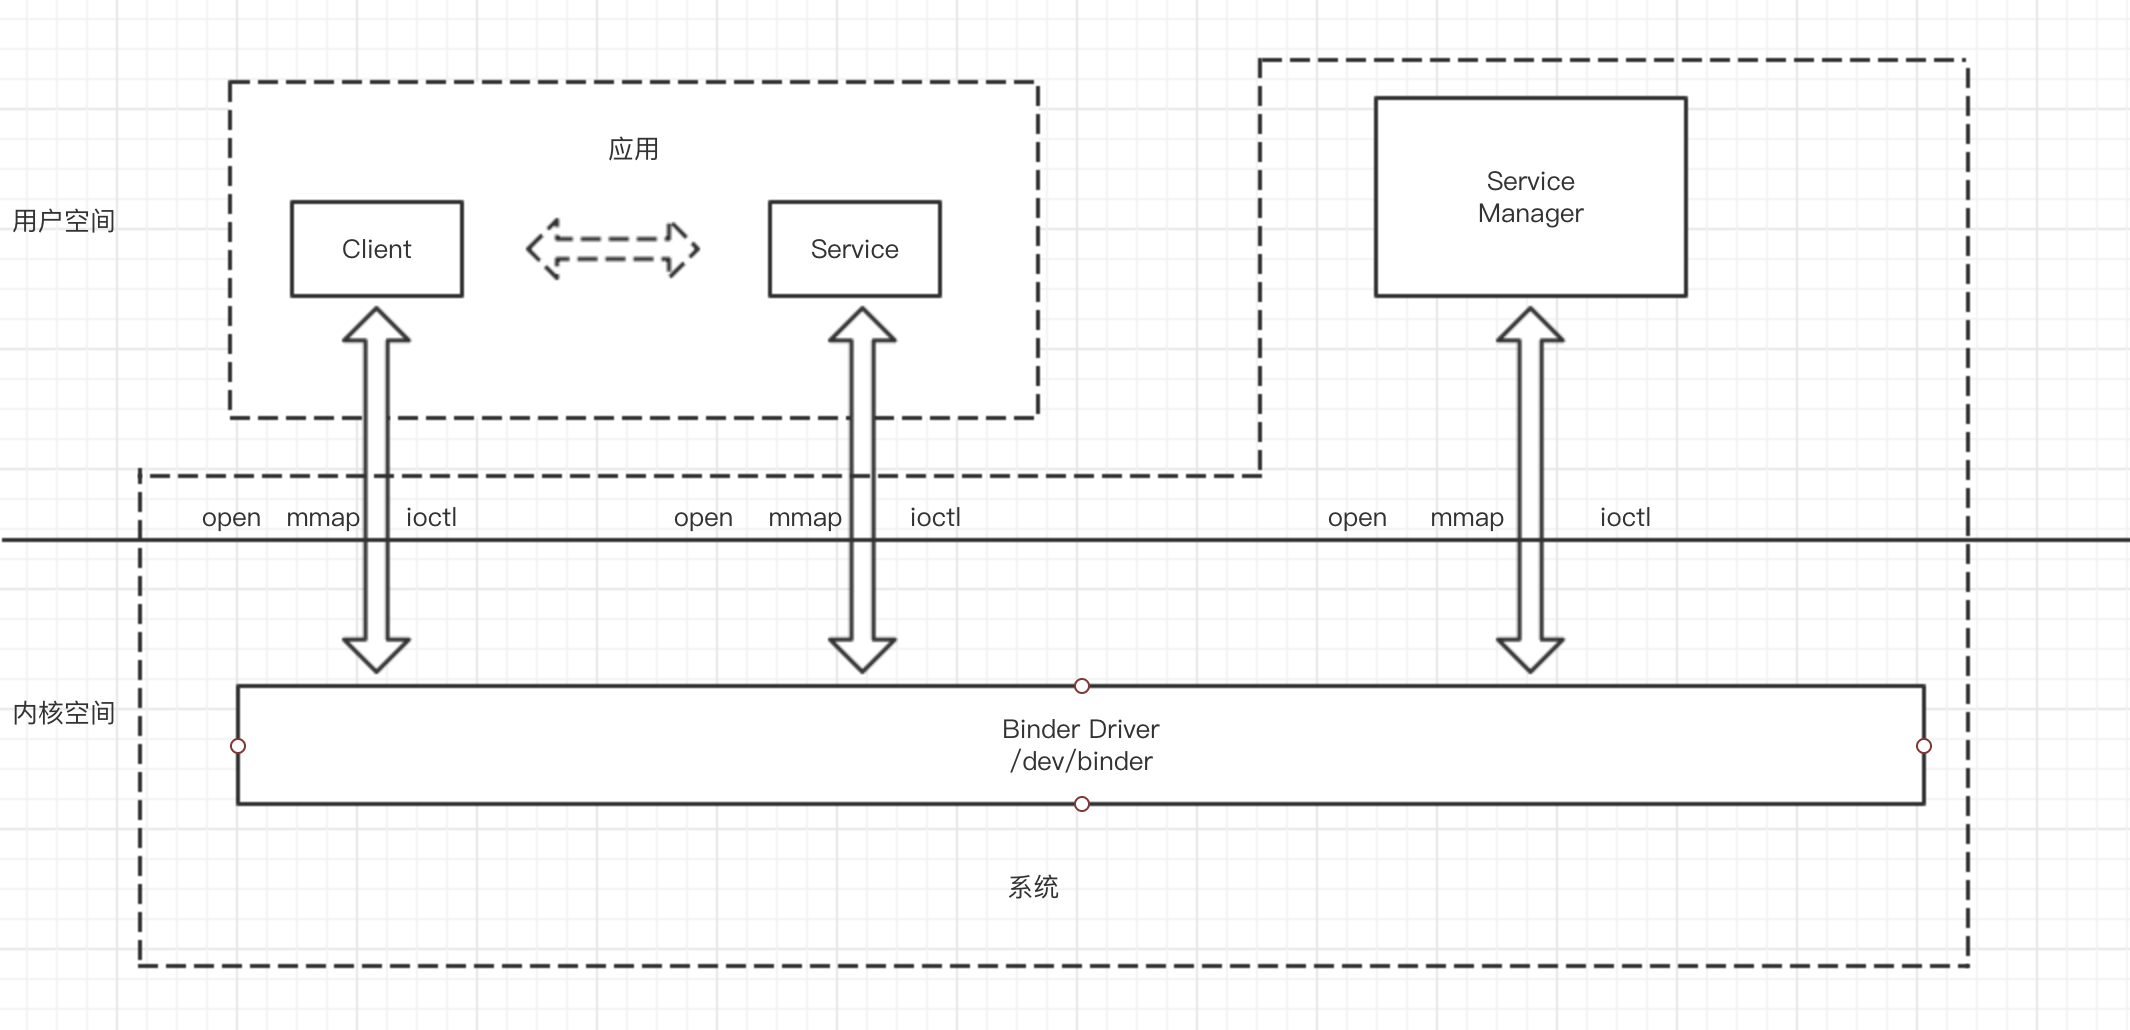 应用
Service
Manager
用户空间
Client
Service
open mmap ioctl
open mmap ioctl
open mmap ioctl
内核空间
Binder Driver
/dev/binder
系统